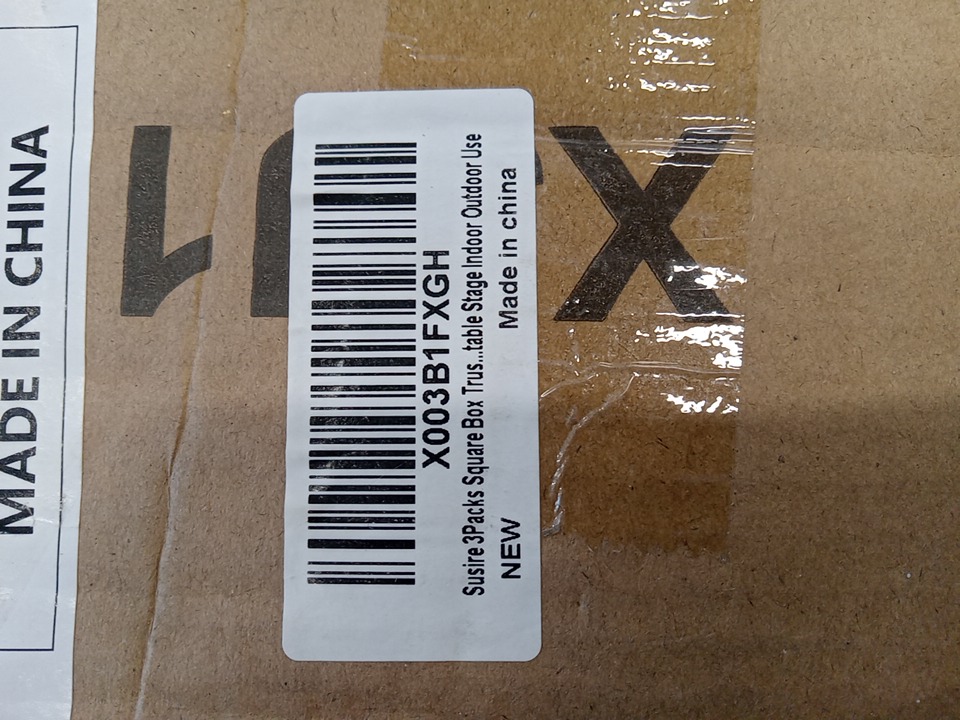 MADE IN CHINA
X003B1FXGH
Susire 3Packs Square Box Trus...table Stage Indoor Outdoor Use
NEW
Made in china